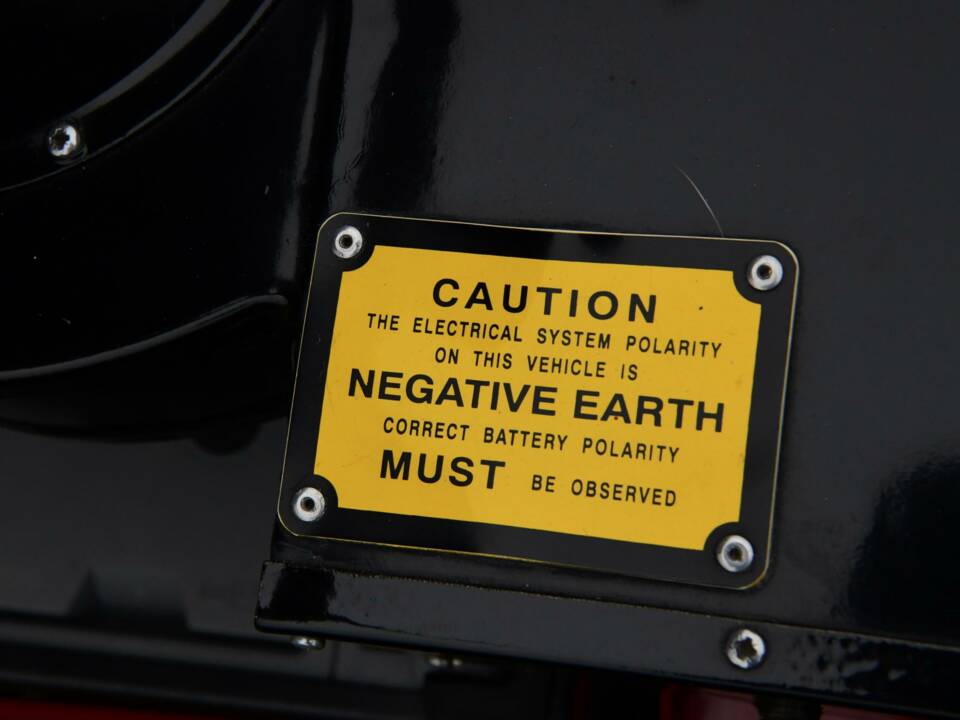 CAUTION
THE ELECTRICAL SYSTEM POLARITY
ON THIS VEHICLE IS
NEGATIVE EARTH
CORRECT BATTERY POLARITY
MUST BE OBSERVED